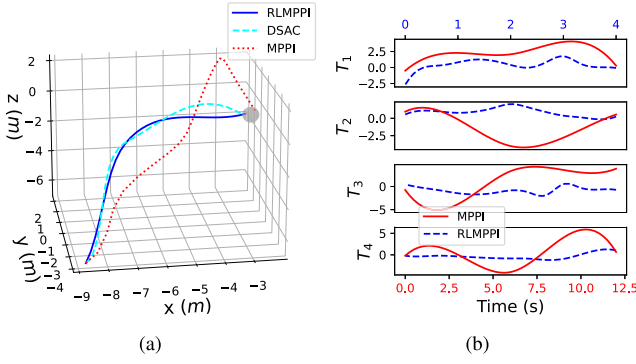 RLMPPI
DSAC
MPPI
2
0
−2
−4
−6
z (m)
2
1
0
−1
−2
−3
−4
y (m)
−9
−8
−7
−6
−5
−4
−3
x (m)
(a)
0 1 2 3 4
T1
2.5
0.0
−2.5
T2
0.0
−2.5
T3
0
−5
MPPI
RLMPPI
T4
5
0
0.0 2.5 5.0 7.5 10.0 12.5
Time (s)
(b)